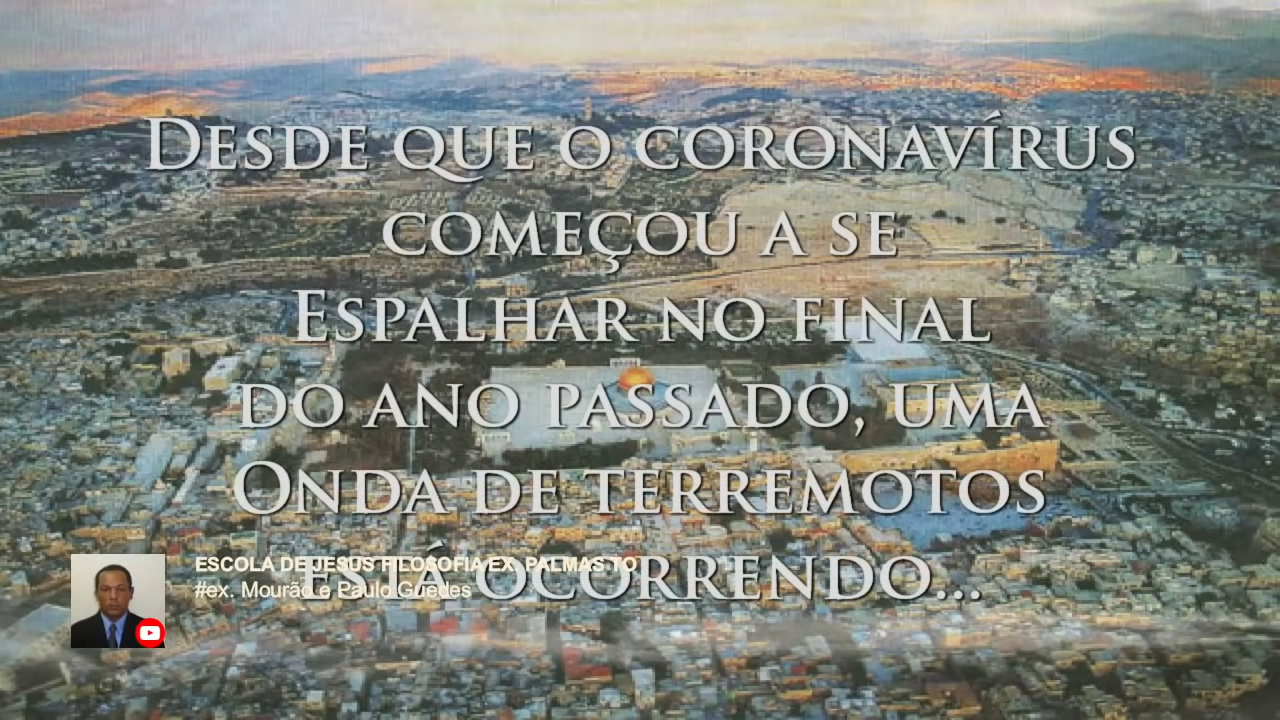 DESDE QUE O CORONAVÍRUS
COMEÇOU A SE
ESPALHAR NO FINAL
DO ANO PASSADO, UMA
ONDA DE TERREMOTOS
ESTÁ OCORRENDO...
ESCOLA DE JESUS FILOSOFIA EX. PALMAS TO
#ex. Mourão e Paulo Guedes